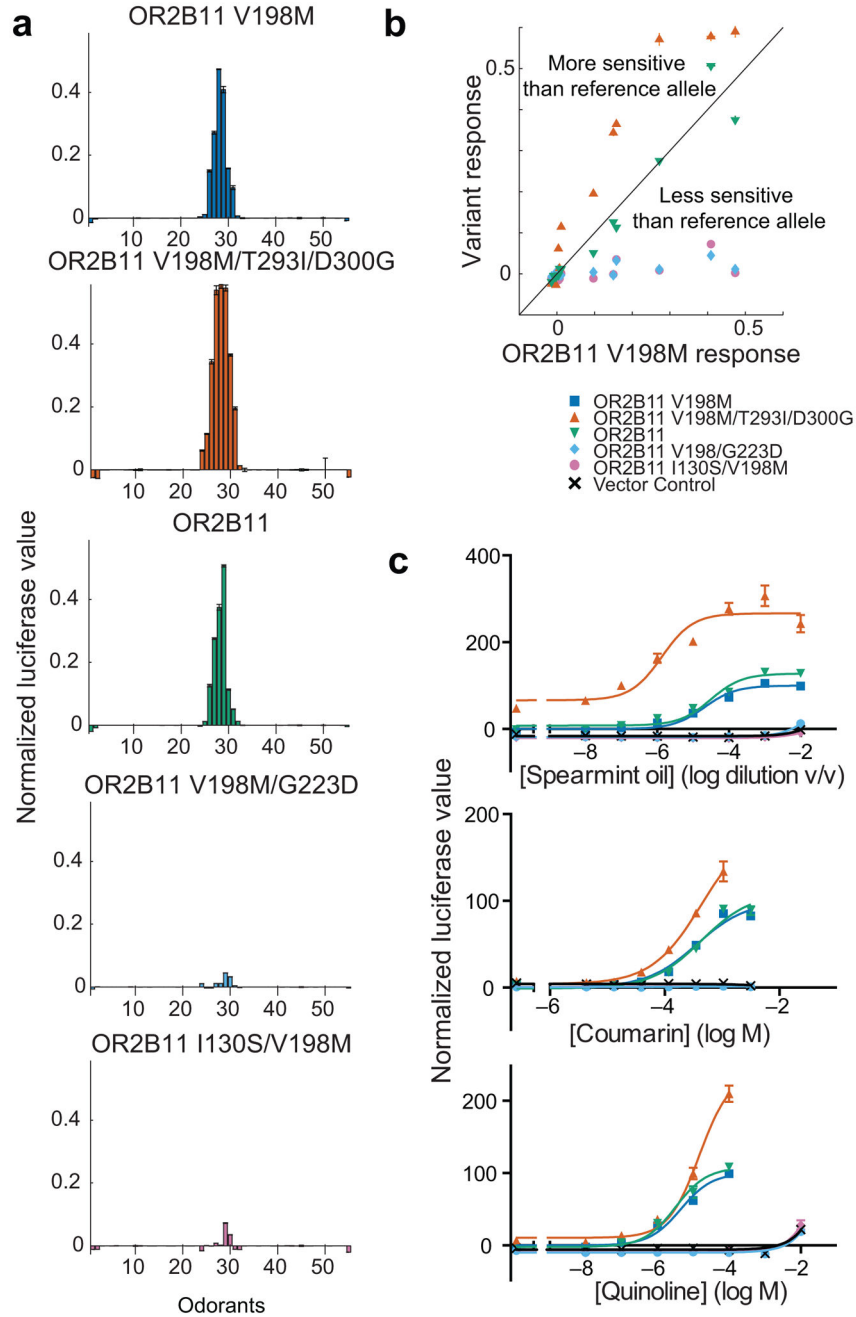 a
OR2B11 V198M
0.4
0.2
0
10 20 30 40 50
OR2B11 V198M/T293I/D300G
0.4
0.2
0
10 20 30 40 50
OR2B11
0.4
0.2
0
10 20 30 40 50
OR2B11 V198M/G223D
0.4
0.2
0
10 20 30 40 50
OR2B11 I130S/V198M
0.4
0.2
0
10 20 30 40 50
Normalized luciferase value
Odorants
b
More sensitive
than reference allele
Less sensitive
than reference allele
0.5
0
0 0.5
Variant response
OR2B11 V198M response
OR2B11 V198M
OR2B11 V198M/T293I/D300G
OR2B11
OR2B11 V198/G223D
OR2B11 I130S/V198M
Vector Control
c
400
200
0
–8 –6 –4 –2
[Spearmint oil] (log dilution v/v)
200
100
0
–6 –4 –2
[Coumarin] (log M)
200
100
0
–8 –6 –4 –2
[Quinoline] (log M)
Normalized luciferase value